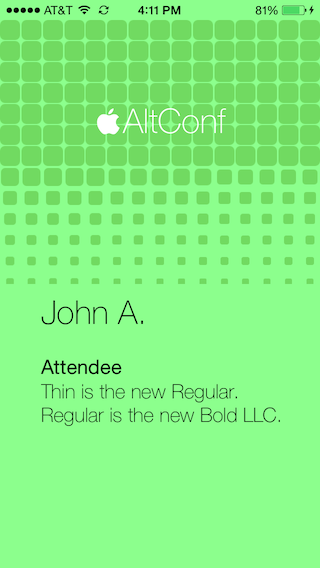 AT&T 4:11 PM 81%
AltConf
John A.
Attendee
Thin is the new Regular.
Regular is the new Bold LLC.